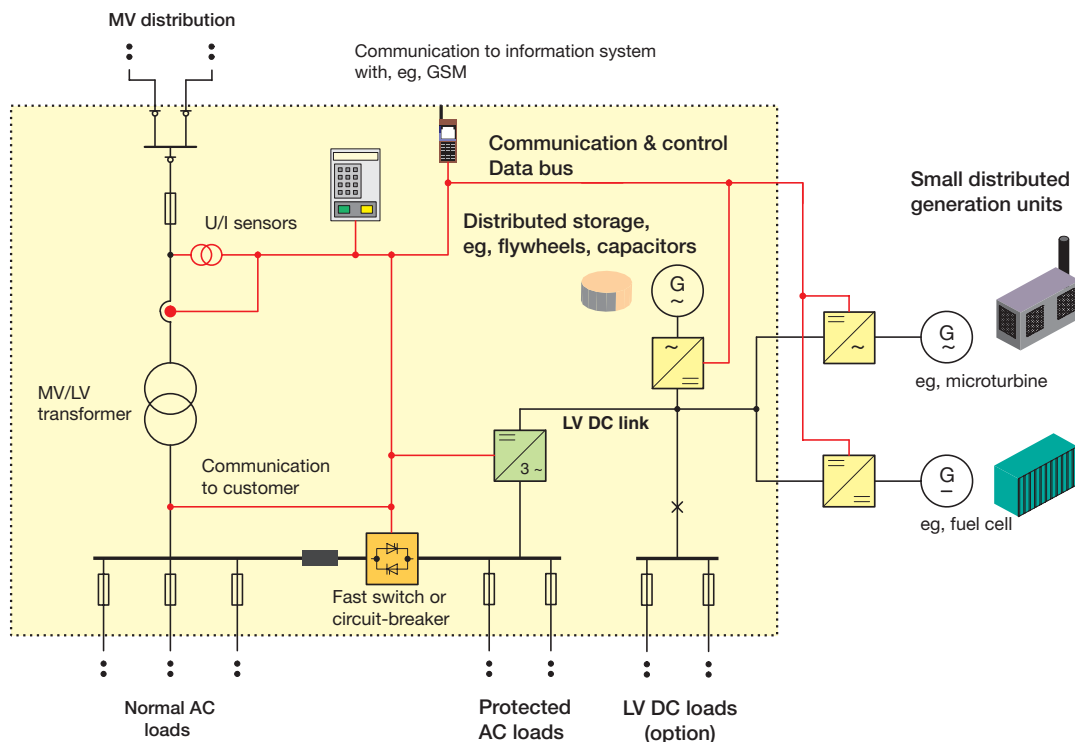 MV distribution
Communication to information system
with, eg, GSM
Communication & control
Data bus
Small distributed
generation units
U/I sensors
Distributed storage,
eg, flywheels, capacitors
G
~
G
~
~
~
eg, microturbine
MV/LV
transformer
LV DC link
3 ~
Communication
to customer
G
eg, fuel cell
Fast switch or
circuit-breaker
Normal AC
loads
Protected
AC loads
LV DC loads
(option)